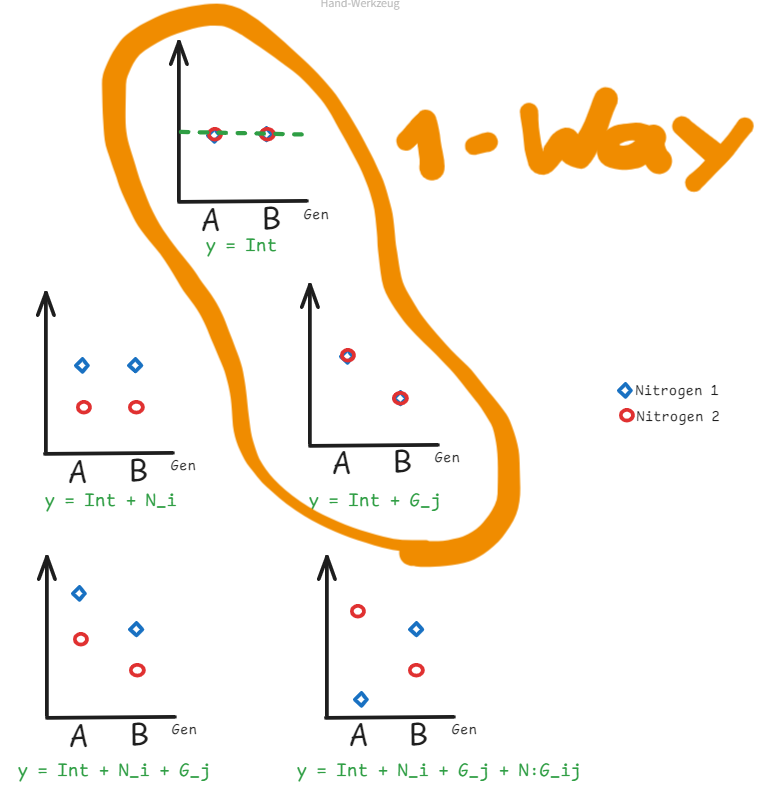 Hand-Werkzeug
1-Way
A B Gen
y = Int
A B Gen
y = Int + N_i
A B Gen
y = Int + G_j
Nitrogen 1
Nitrogen 2
A B Gen
y = Int + N_i + G_j
A B Gen
y = Int + N_i + G_j + N:G_ij